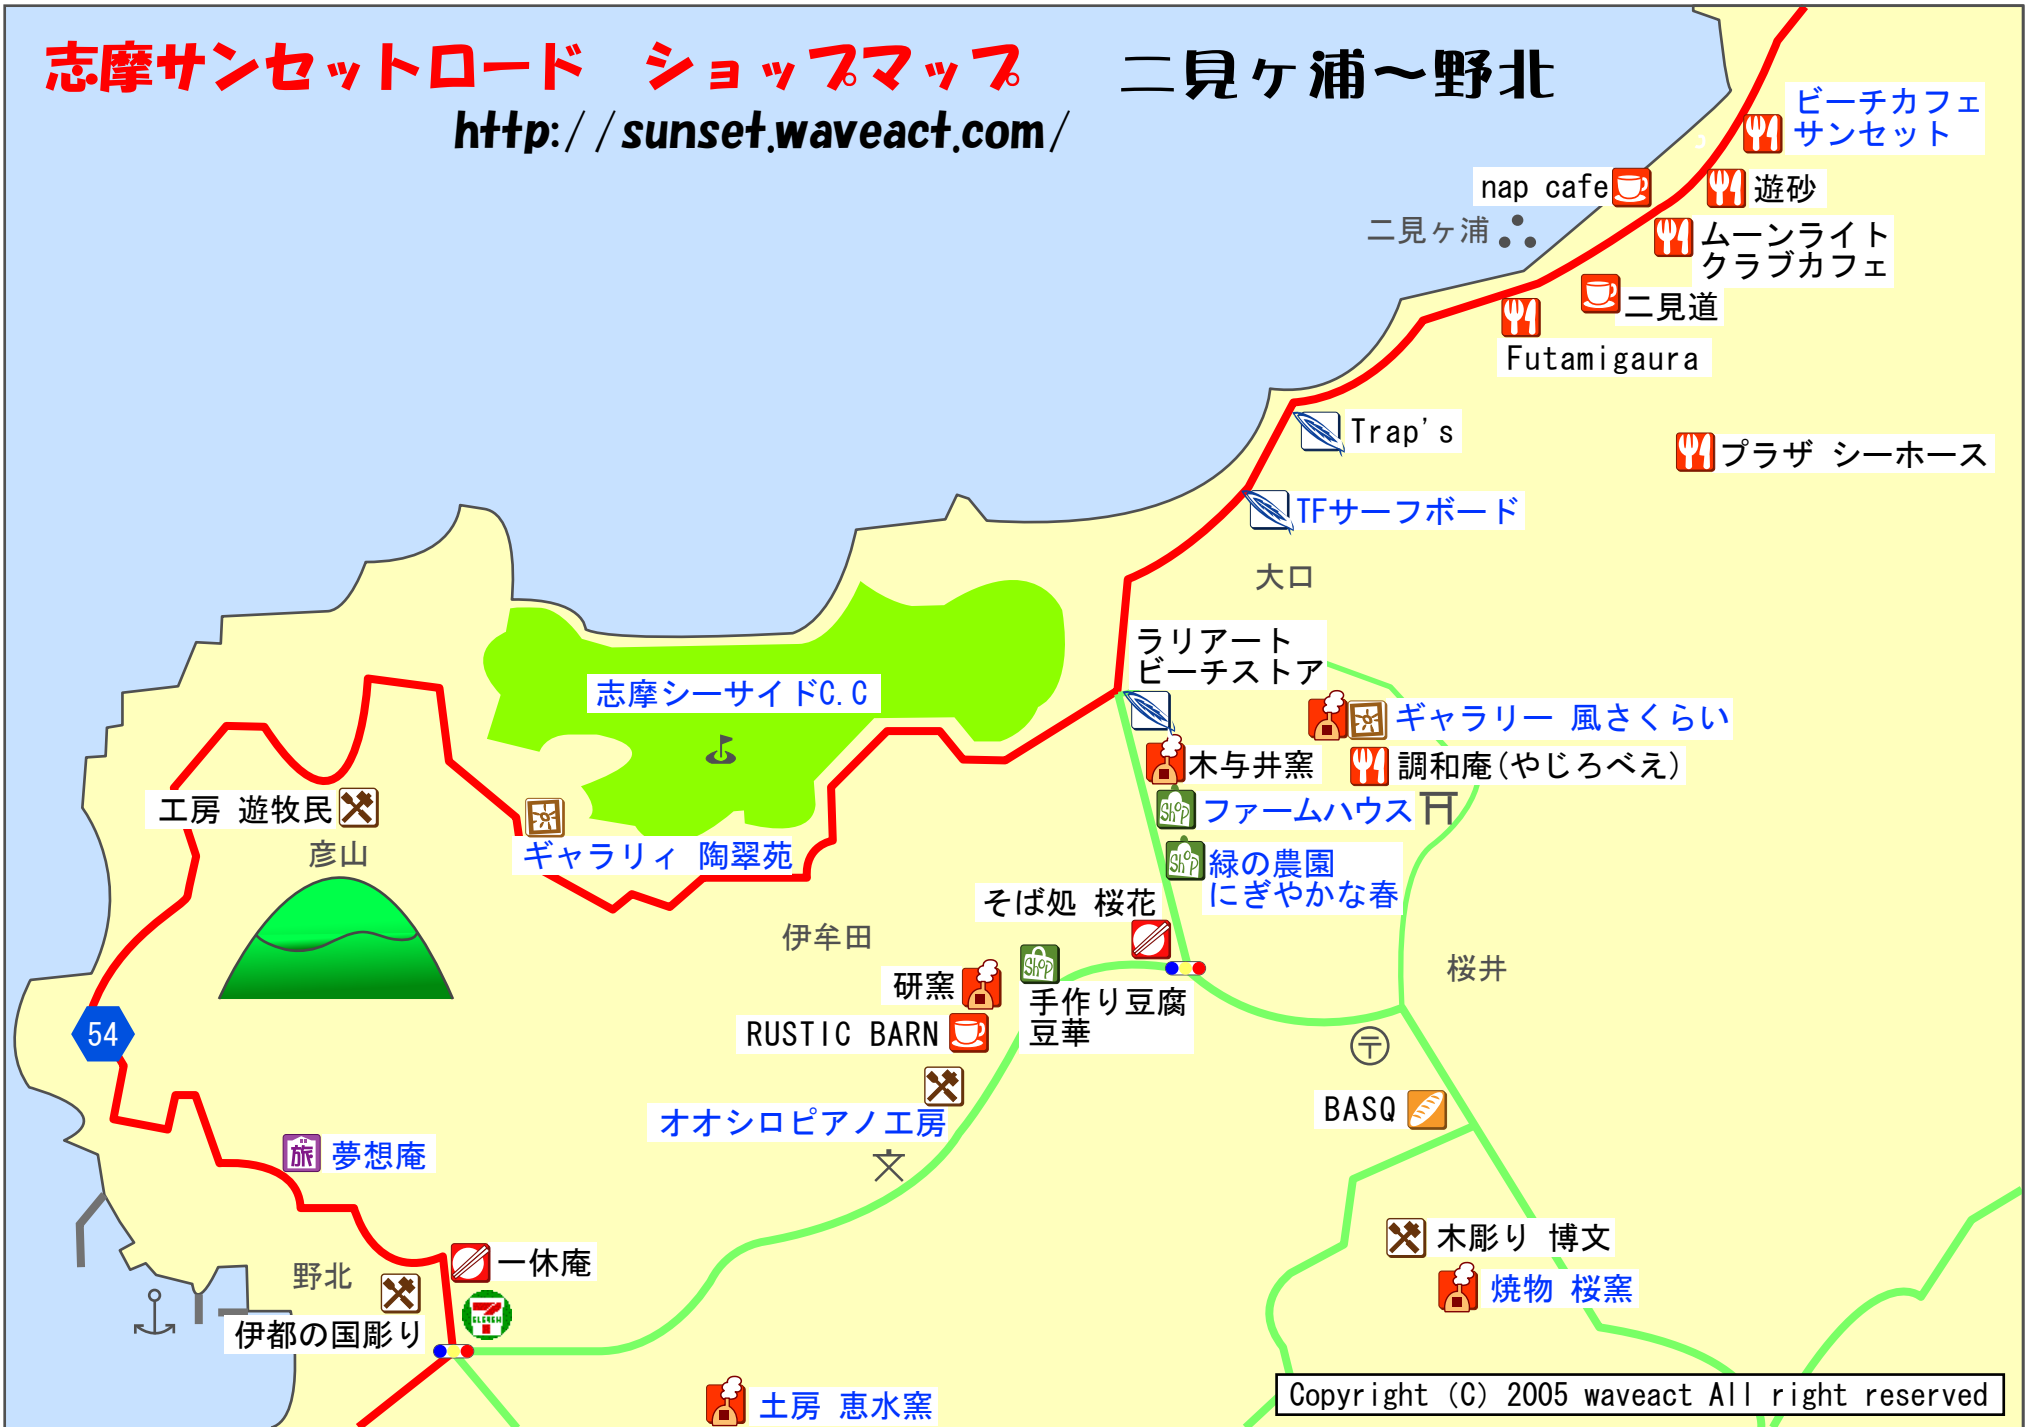 志摩サンセットロード　ショップマップ　二見ヶ浦～野北
http://sunset.waveact.com/
ビーチカフェ
サンセット
nap cafe
遊砂
二見ヶ浦
ムーンライト
クラブカフェ
二見道
Futamigaura
Trap's
プラザ シーホース
TFサーフボード
大口
ラリアート
ビーチストア
志摩シーサイドC.C
ギャラリー 風さくらい
木与井窯
調和庵(やじろべえ)
工房 遊牧民
Shop
ファームハウス
彦山
ギャラリィ 陶翠苑
Shop
緑の農園
にぎやかな春
そば処 桜花
伊牟田
桜井
研窯
Shop
手作り豆腐
豆華
54
RUSTIC BARN
〒
BASQ
オオシロピアノ工房
文
旅
夢想庵
木彫り 博文
一休庵
野北
焼物 桜窯
7
ELEVEN
伊都の国彫り
土房 恵水窯
Copyright (C) 2005 waveact All right reserved